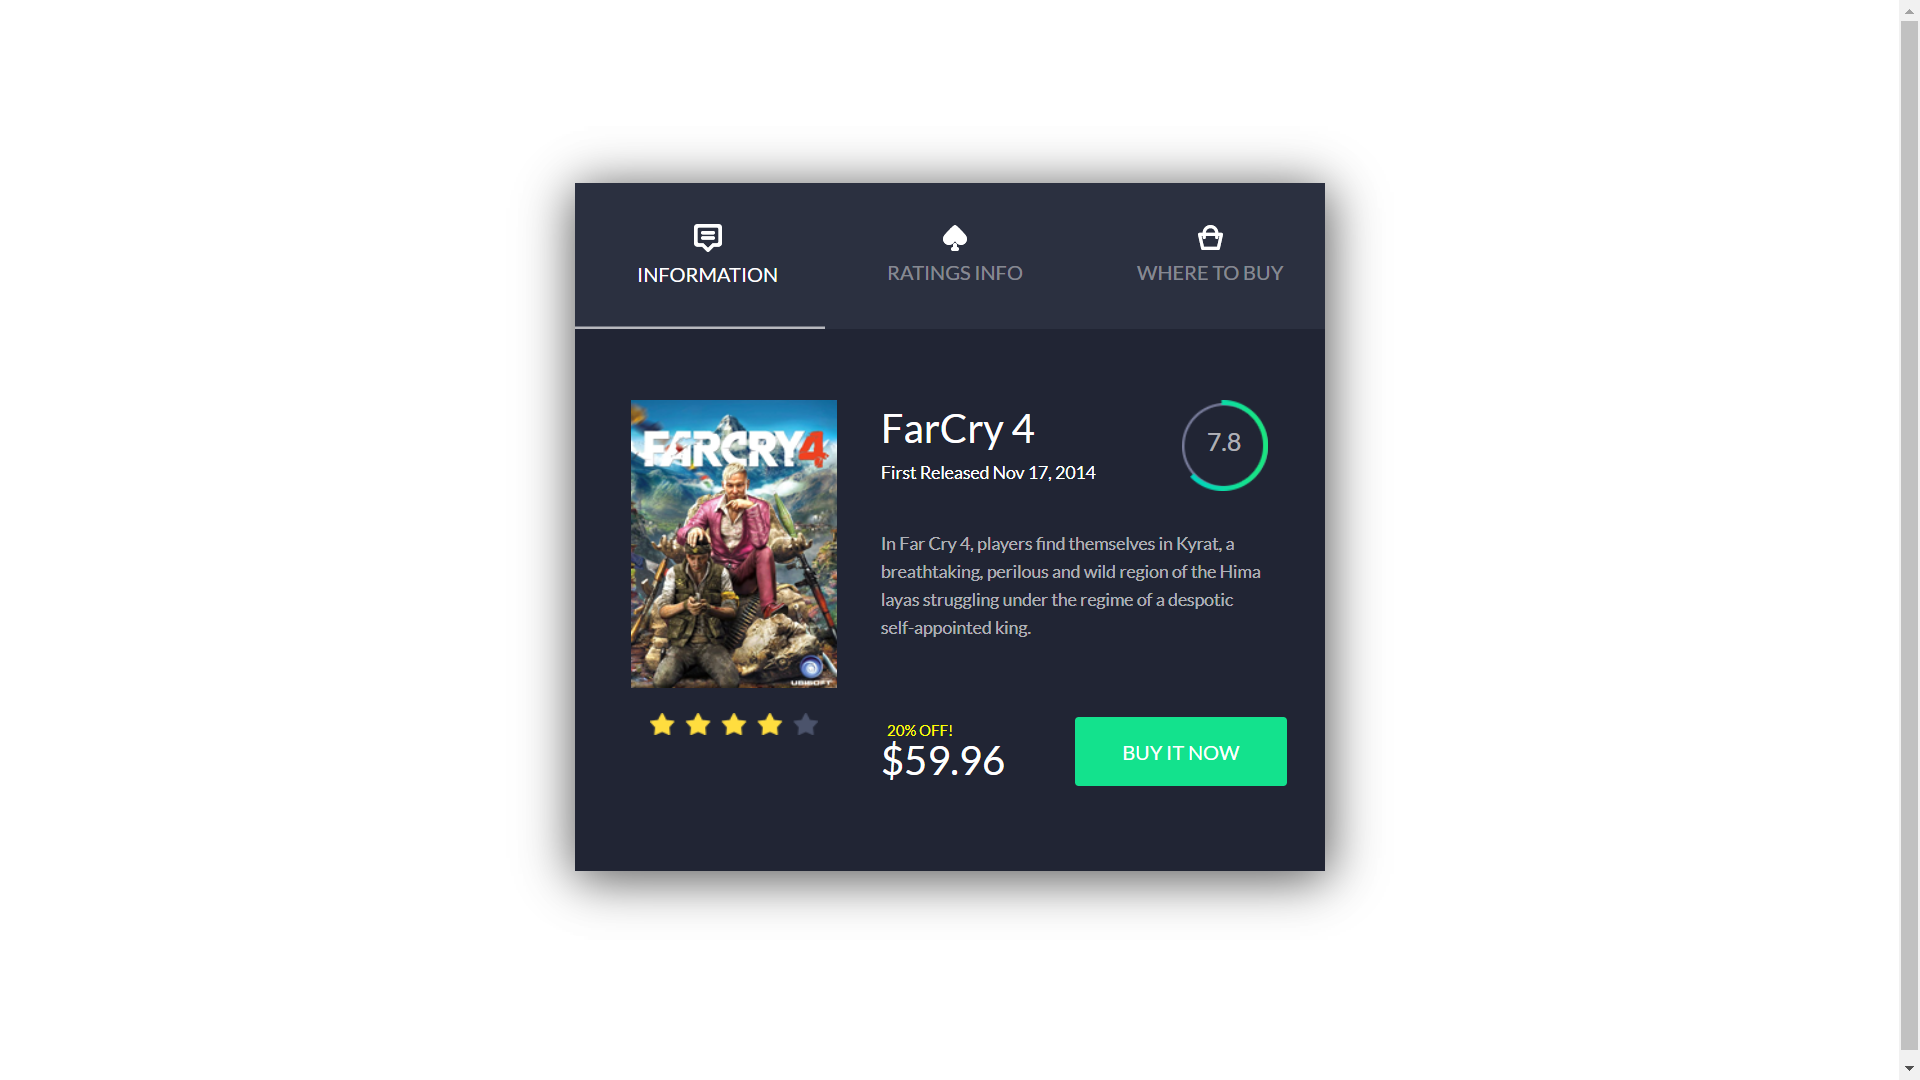 INFORMATION
RATINGS INFO
WHERE TO BUY
FARCRY4
UBISOFT
FarCry 4
First Released Nov 17, 2014
7.8
In Far Cry 4, players find themselves in Kyrat, a
breathtaking, perilous and wild region of the Hima
layas struggling under the regime of a despotic
self-appointed king.
20% OFF!
$59.96
BUY IT NOW